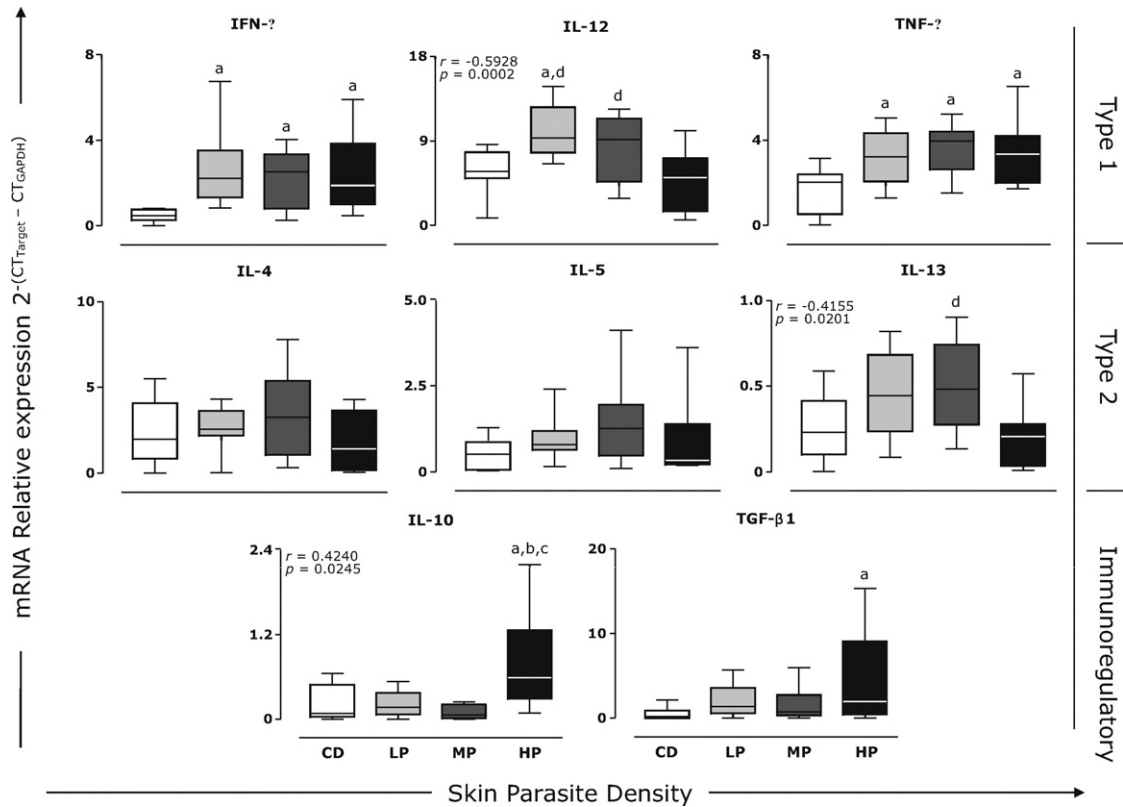 mRNA Relative expression 2-(CTTarget – CTGAPDH)
IFN-?
8
4
0
a
a
a
IL-12
18
9
0
r = -0.5928
p = 0.0002
a,d
d
TNF-?
8
4
0
a
a
a
Type 1
IL-4
10
5
0
IL-5
5.0
2.5
0
IL-13
1.0
0.5
0
r = -0.4155
p = 0.0201
d
Type 2
IL-10
2.4
1.2
0
r = 0.4240
p = 0.0245
a,b,c
CD LP MP HP
TGF-β1
20
10
0
a
CD LP MP HP
Immunoregulatory
Skin Parasite Density